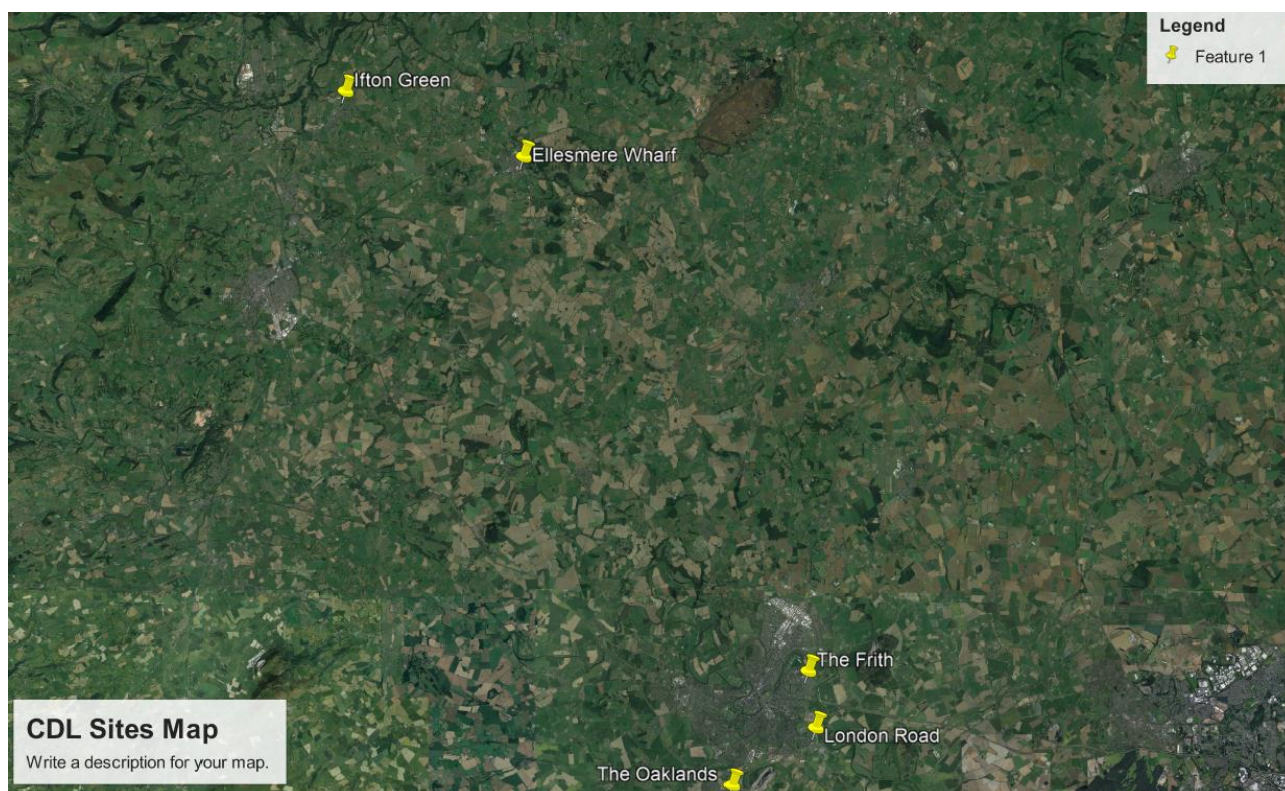 Legend
Feature 1
Ifton Green
Ellesmere Wharf
The Frith
London Road
The Oaklands
CDL Sites Map
Write a description for your map.